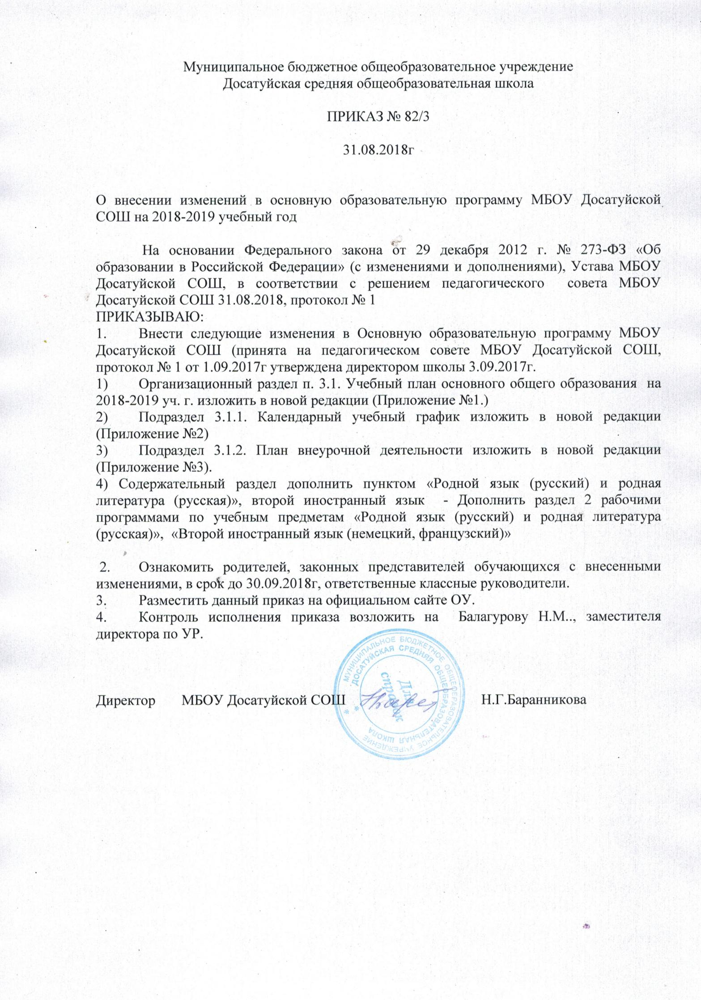 Муниципальное бюджетное общеобразовательное учреждение
Досатуйская средняя общеобразовательная школа
ПРИКАЗ № 82/3
31.08.2018г
О внесении изменений в основную образовательную программу МБОУ Досатуйской
СОШ на 2018-2019 учебный год
На основании Федерального закона от 29 декабря 2012 г. № 273-ФЗ «Об
образовании в Российской Федерации» (с изменениями и дополнениями), Устава МБОУ
Досатуйской СОШ, в соответствии с решением педагогического совета МБОУ
Досатуйской СОШ 31.08.2018, протокол № 1
ПРИКАЗЫВАЮ:
1. Внести следующие изменения в Основную образовательную программу МБОУ
Досатуйской СОШ (принята на педагогическом совете МБОУ Досатуйской СОШ,
протокол № 1 от 1.09.2017г утверждена директором школы 3.09.2017г.
1) Организационный раздел п. 3.1. Учебный план основного общего образования на
2018-2019 уч. г. изложить в новой редакции (Приложение №1.)
2) Подраздел 3.1.1. Календарный учебный график изложить в новой редакции
(Приложение №2)
3) Подраздел 3.1.2. План внеурочной деятельности изложить в новой редакции
(Приложение №3).
4) Содержательный раздел дополнить пунктом «Родной язык (русский) и родная
литература (русская)», второй иностранный язык - Дополнить раздел 2 рабочими
программами по учебным предметам «Родной язык (русский) и родная литература
(русская)», «Второй иностранный язык (немецкий, французский)»
2. Ознакомить родителей, законных представителей обучающихся с внесенными
изменениями, в срок до 30.09.2018г, ответственные классные руководители.
3. Разместить данный приказ на официальном сайте ОУ.
4. Контроль исполнения приказа возложить на Балагурову Н.М.., заместителя
директора по УР.
Директор МБОУ Досатуйской СОШ Н.Г.Баранникова
МУНИЦИПАЛЬНОЕ БЮДЖЕТНОЕ ОБЩЕОБРАЗОВАТЕЛЬНОЕ УЧРЕЖДЕНИЕ *
ДОСАТУЙСКАЯ СРЕДНЯЯ ОБЩЕОБРАЗОВАТЕЛЬНАЯ ШКОЛА *
Для
справок